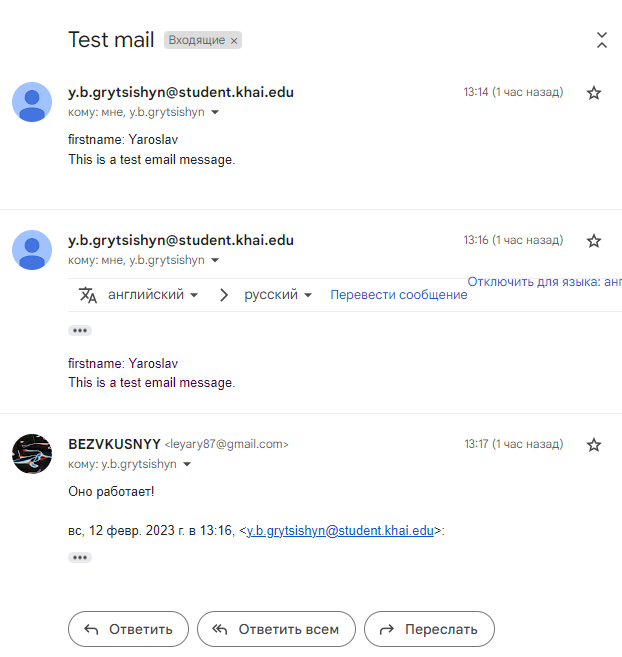 Test mail Входящие ×
y.b.grytsishyn@student.khai.edu 13:14 (1 час назад)
кому: мне, y.b.grytsishyn
firstname: Yaroslav
This is a test email message.
y.b.grytsishyn@student.khai.edu 13:16 (1 час назад)
кому: мне, y.b.grytsishyn
английский > русский Перевести сообщение Отключить для языка: анг
•••
firstname: Yaroslav
This is a test email message.
BEZVKUSNYY <leyary87@gmail.com> 13:17 (1 час назад)
кому: y.b.grytsishyn
Оно работает!
вс, 12 февр. 2023 г. в 13:16, <y.b.grytsishyn@student.khai.edu>:
•••
Ответить Ответить всем Переслать